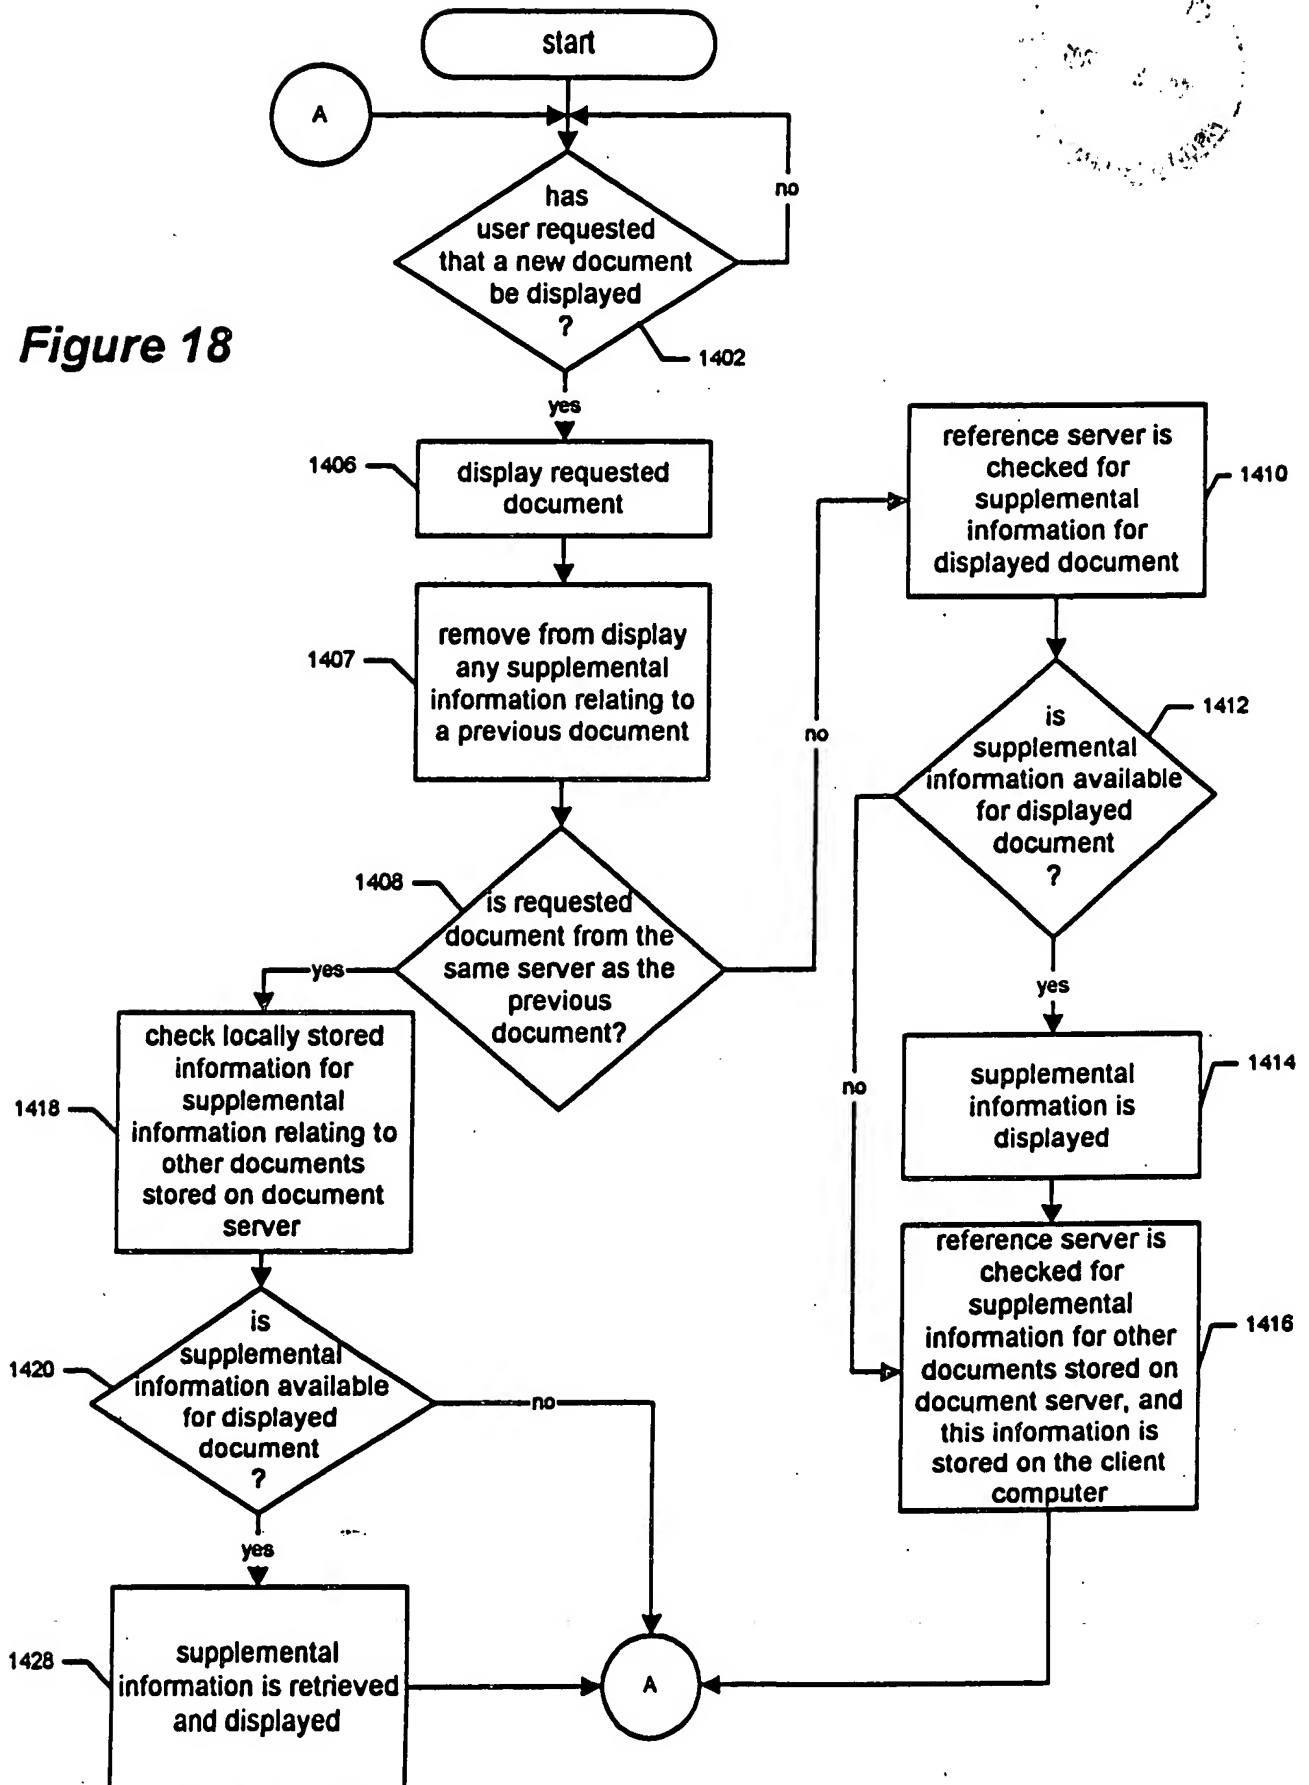 start
A
no
has
user requested
that a new document
be displayed
?
1402
Figure 18
yes
1406
display requested
document
1407
remove from display
any supplemental
information relating to
a previous document
1408
is requested
document from the
same server as the
previous
document?
yes
no
reference server is
checked for
supplemental
information for
displayed document
1410
is
supplemental
information available
for displayed
document
?
1412
yes
no
supplemental
information is
displayed
1414
reference server is
checked for
supplemental
information for other
documents stored on
document server, and
this information is
stored on the client
computer
1416
1418
check locally stored
information for
supplemental
information relating to
other documents
stored on document
server
1420
is
supplemental
information available
for displayed
document
?
no
yes
1428
supplemental
information is retrieved
and displayed
A